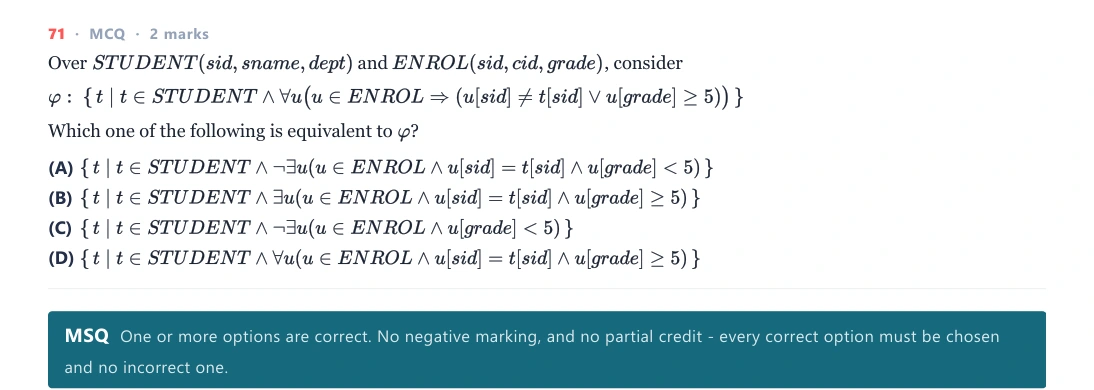 71 · MCQ · 2 marks
Over STUDENT(sid, sname, dept) and ENROL(sid, cid, grade), consider
φ : { t | t ∈ STUDENT ∧ ∀u(u ∈ ENROL ⇒ (u[sid] ≠ t[sid] ∨ u[grade] ≥ 5)) }
Which one of the following is equivalent to φ?
(A) { t | t ∈ STUDENT ∧ ¬∃u(u ∈ ENROL ∧ u[sid] = t[sid] ∧ u[grade] < 5) }
(B) { t | t ∈ STUDENT ∧ ∃u(u ∈ ENROL ∧ u[sid] = t[sid] ∧ u[grade] ≥ 5) }
(C) { t | t ∈ STUDENT ∧ ¬∃u(u ∈ ENROL ∧ u[grade] < 5) }
(D) { t | t ∈ STUDENT ∧ ∀u(u ∈ ENROL ∧ u[sid] = t[sid] ∧ u[grade] ≥ 5) }
MSQ One or more options are correct. No negative marking, and no partial credit - every correct option must be chosen
and no incorrect one.